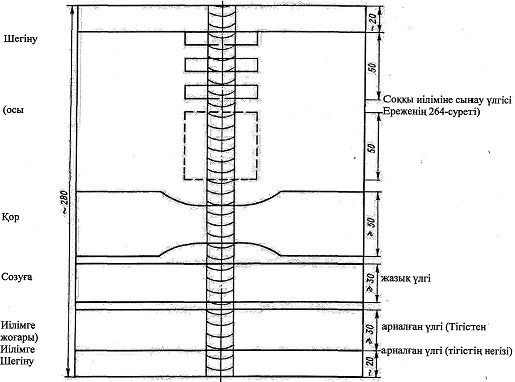 ~20
Шегіну
50
Соққы иіліміне сынау үлгісі
(осы
Ереженің 264-суреті)
50
~280
Қор
≥ 50
Созуға
≥ 30
жазық үлгі
Иілімге
жоғары)
≥ 30
арналған үлгі (Тігістен
Иілімге
арналған үлгі (тігістің негізі)
Шегіну
~20